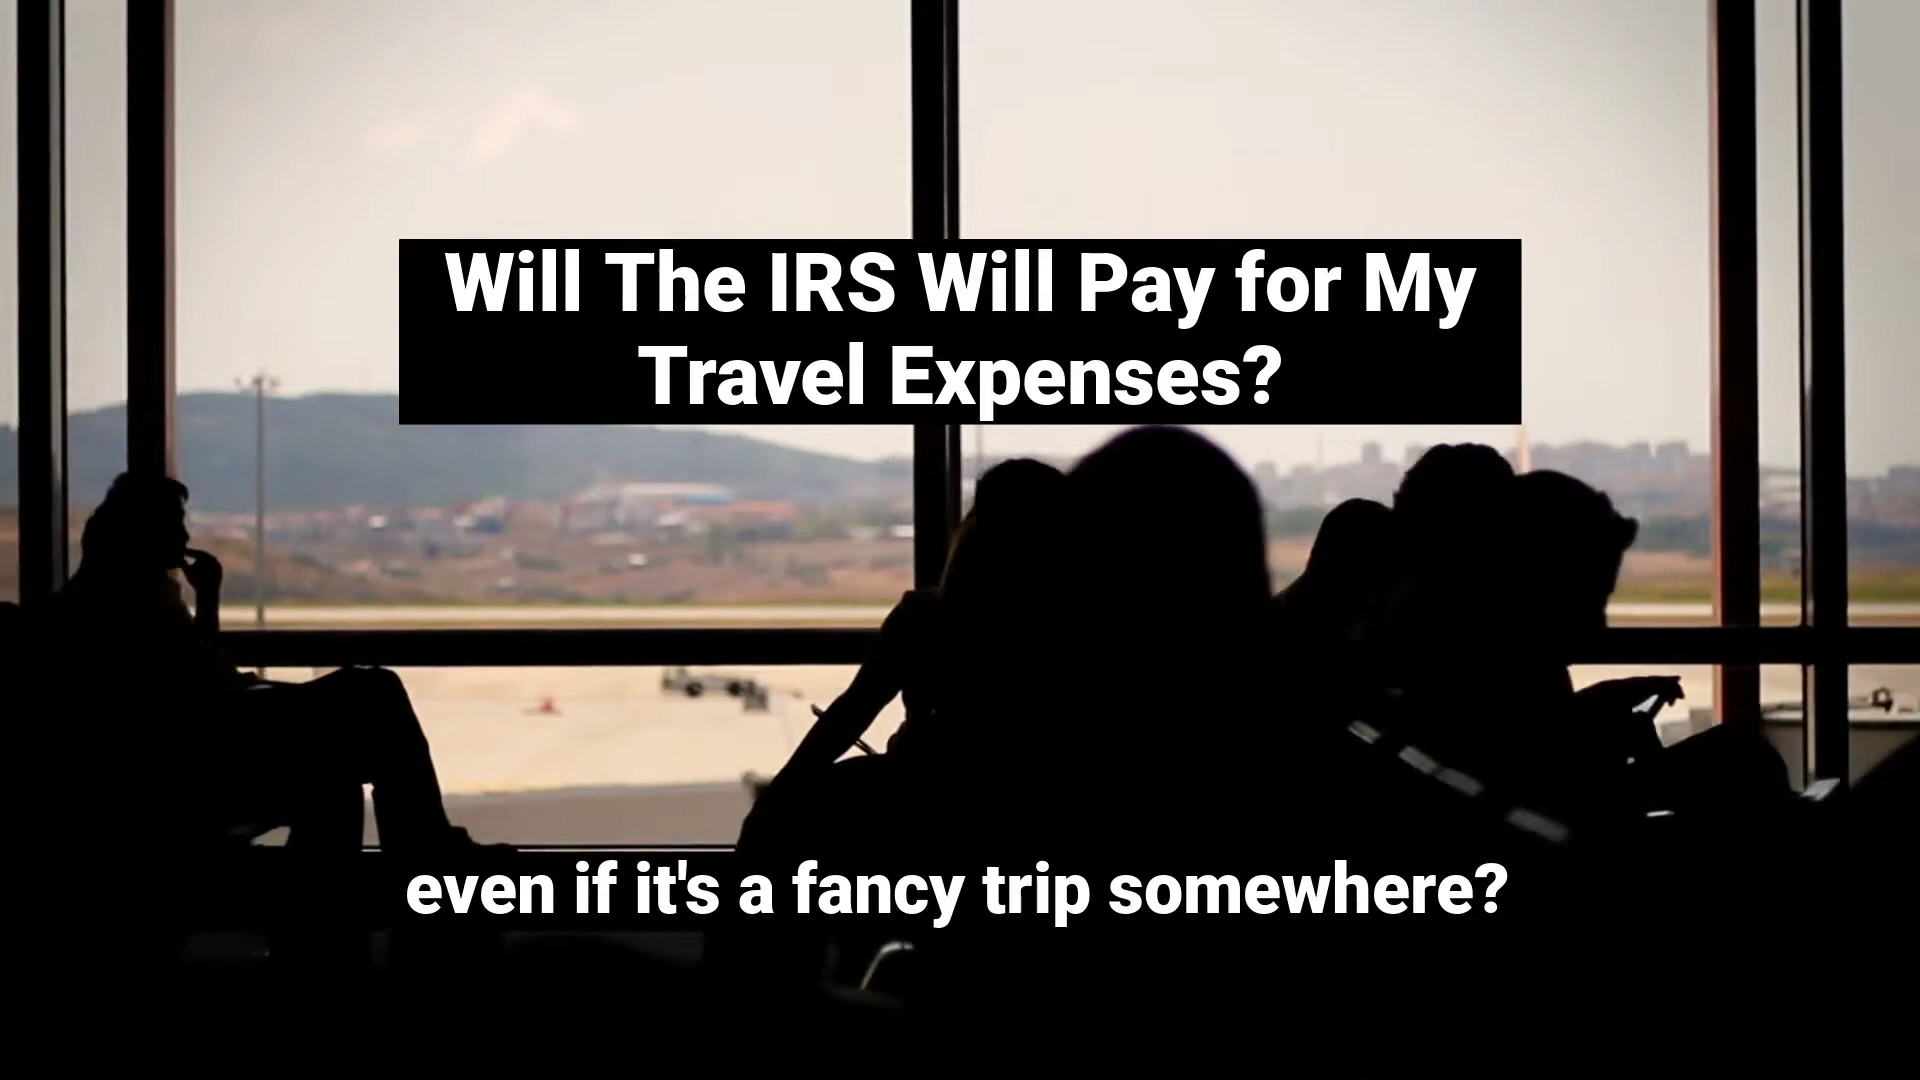 Will The IRS Will Pay for My
Travel Expenses?
even if it's a fancy trip somewhere?